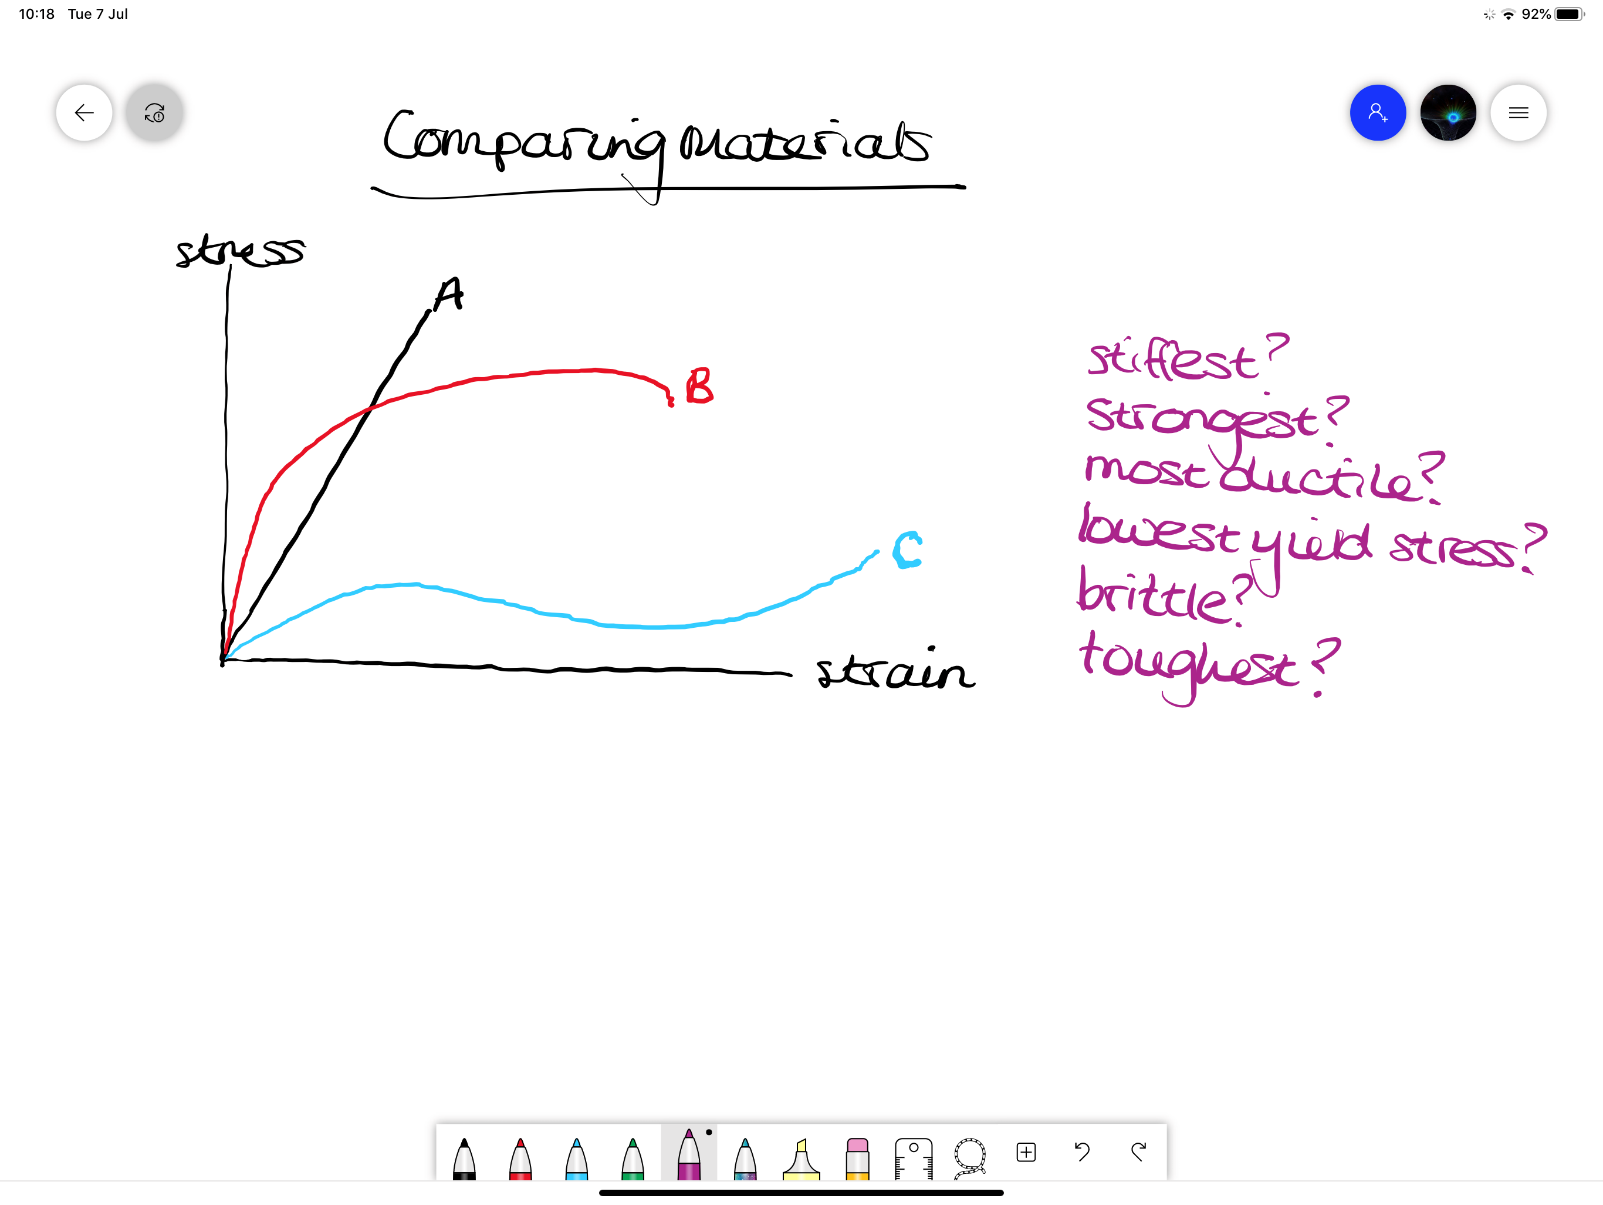 10:18 Tue 7 Jul
92%
Comparing Materials
stress
A
B
C
strain
stiffest?
Strongest?
most ductile?
lowest yield stress?
brittle?
toughest?